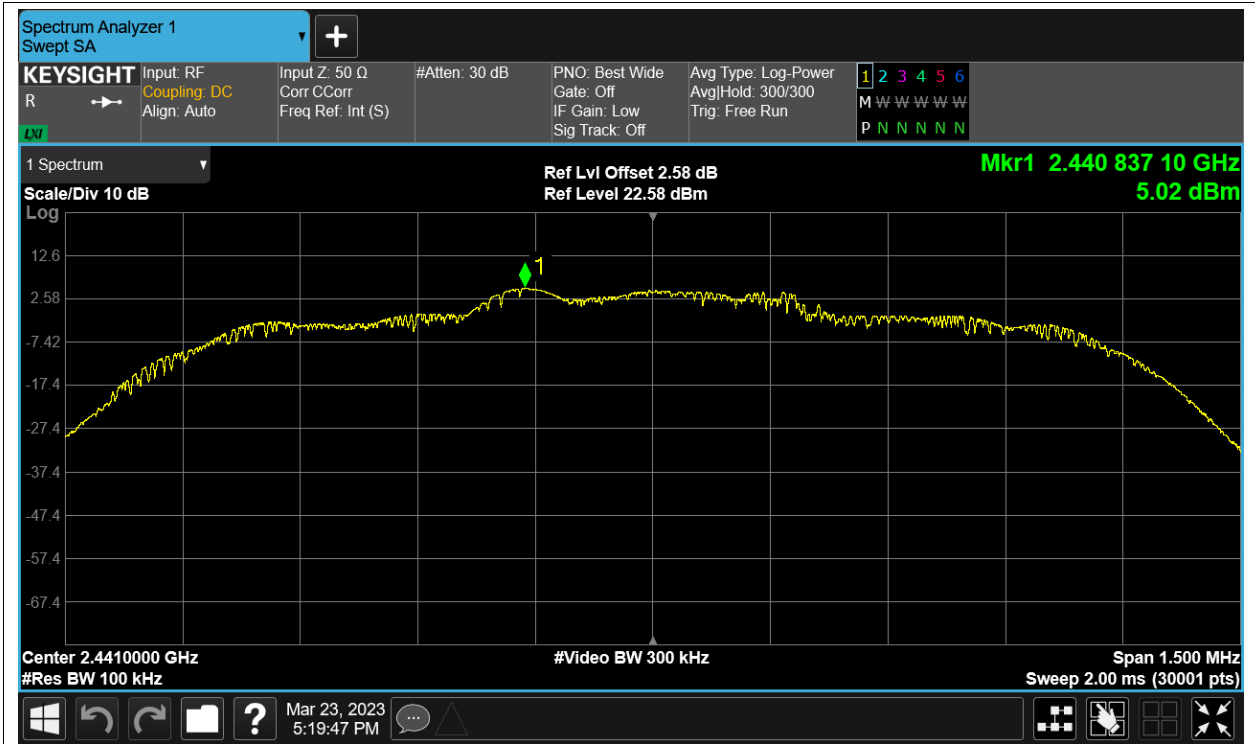 Spectrum Analyzer 1
Swept SA
+
KEYSIGHT
R
LXI
Input: RF
Coupling: DC
Align: Auto
Input Z: 50 Ω
Corr CCorr
Freq Ref: Int (S)
#Atten: 30 dB
PNO: Best Wide
Gate: Off
IF Gain: Low
Sig Track: Off
Avg Type: Log-Power
Avg|Hold: 300/300
Trig: Free Run
1 2 3 4 5 6
M W W W W W
P N N N N N
1 Spectrum
Scale/Div 10 dB
Log
Ref Lvl Offset 2.58 dB
Ref Level 22.58 dBm
Mkr1 2.440 837 10 GHz
5.02 dBm
1
12.6
2.58
-7.42
-17.4
-27.4
-37.4
-47.4
-57.4
-67.4
Center 2.4410000 GHz
#Video BW 300 kHz
Span 1.500 MHz
#Res BW 100 kHz
Sweep 2.00 ms (30001 pts)
?
Mar 23, 2023
5:19:47 PM